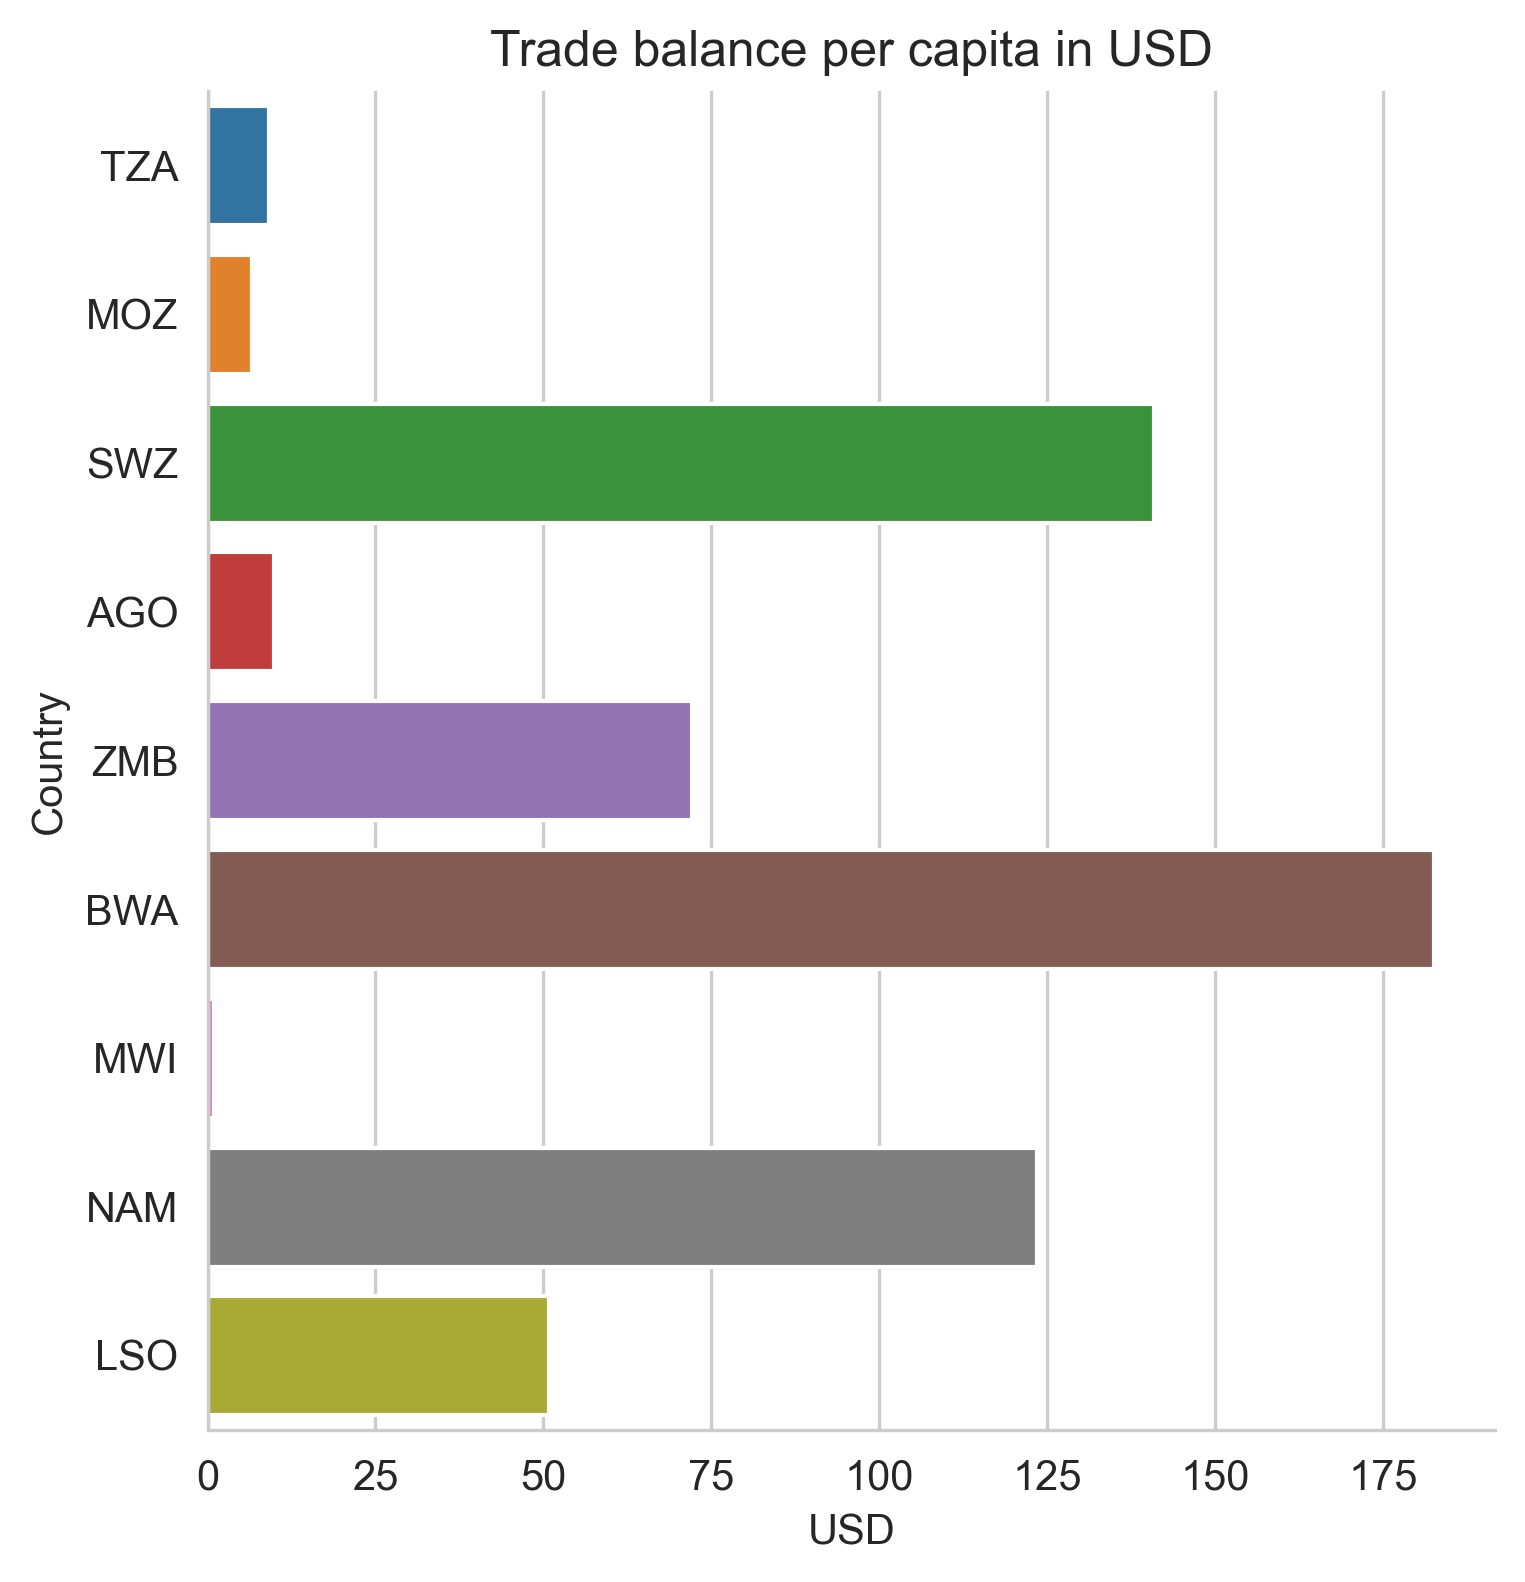 Trade balance per capita in USD
Country
TZA
MOZ
SWZ
AGO
ZMB
BWA
MWI
NAM
LSO
0 25 50 75 100 125 150 175
USD